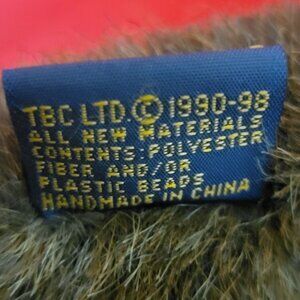 TBC LTD.© 1990-98
ALL NEW MATERIALS
CONTENTS: POLYESTER
FIBER AND/OR
PLASTIC BEADS
HANDMADE IN CHINA